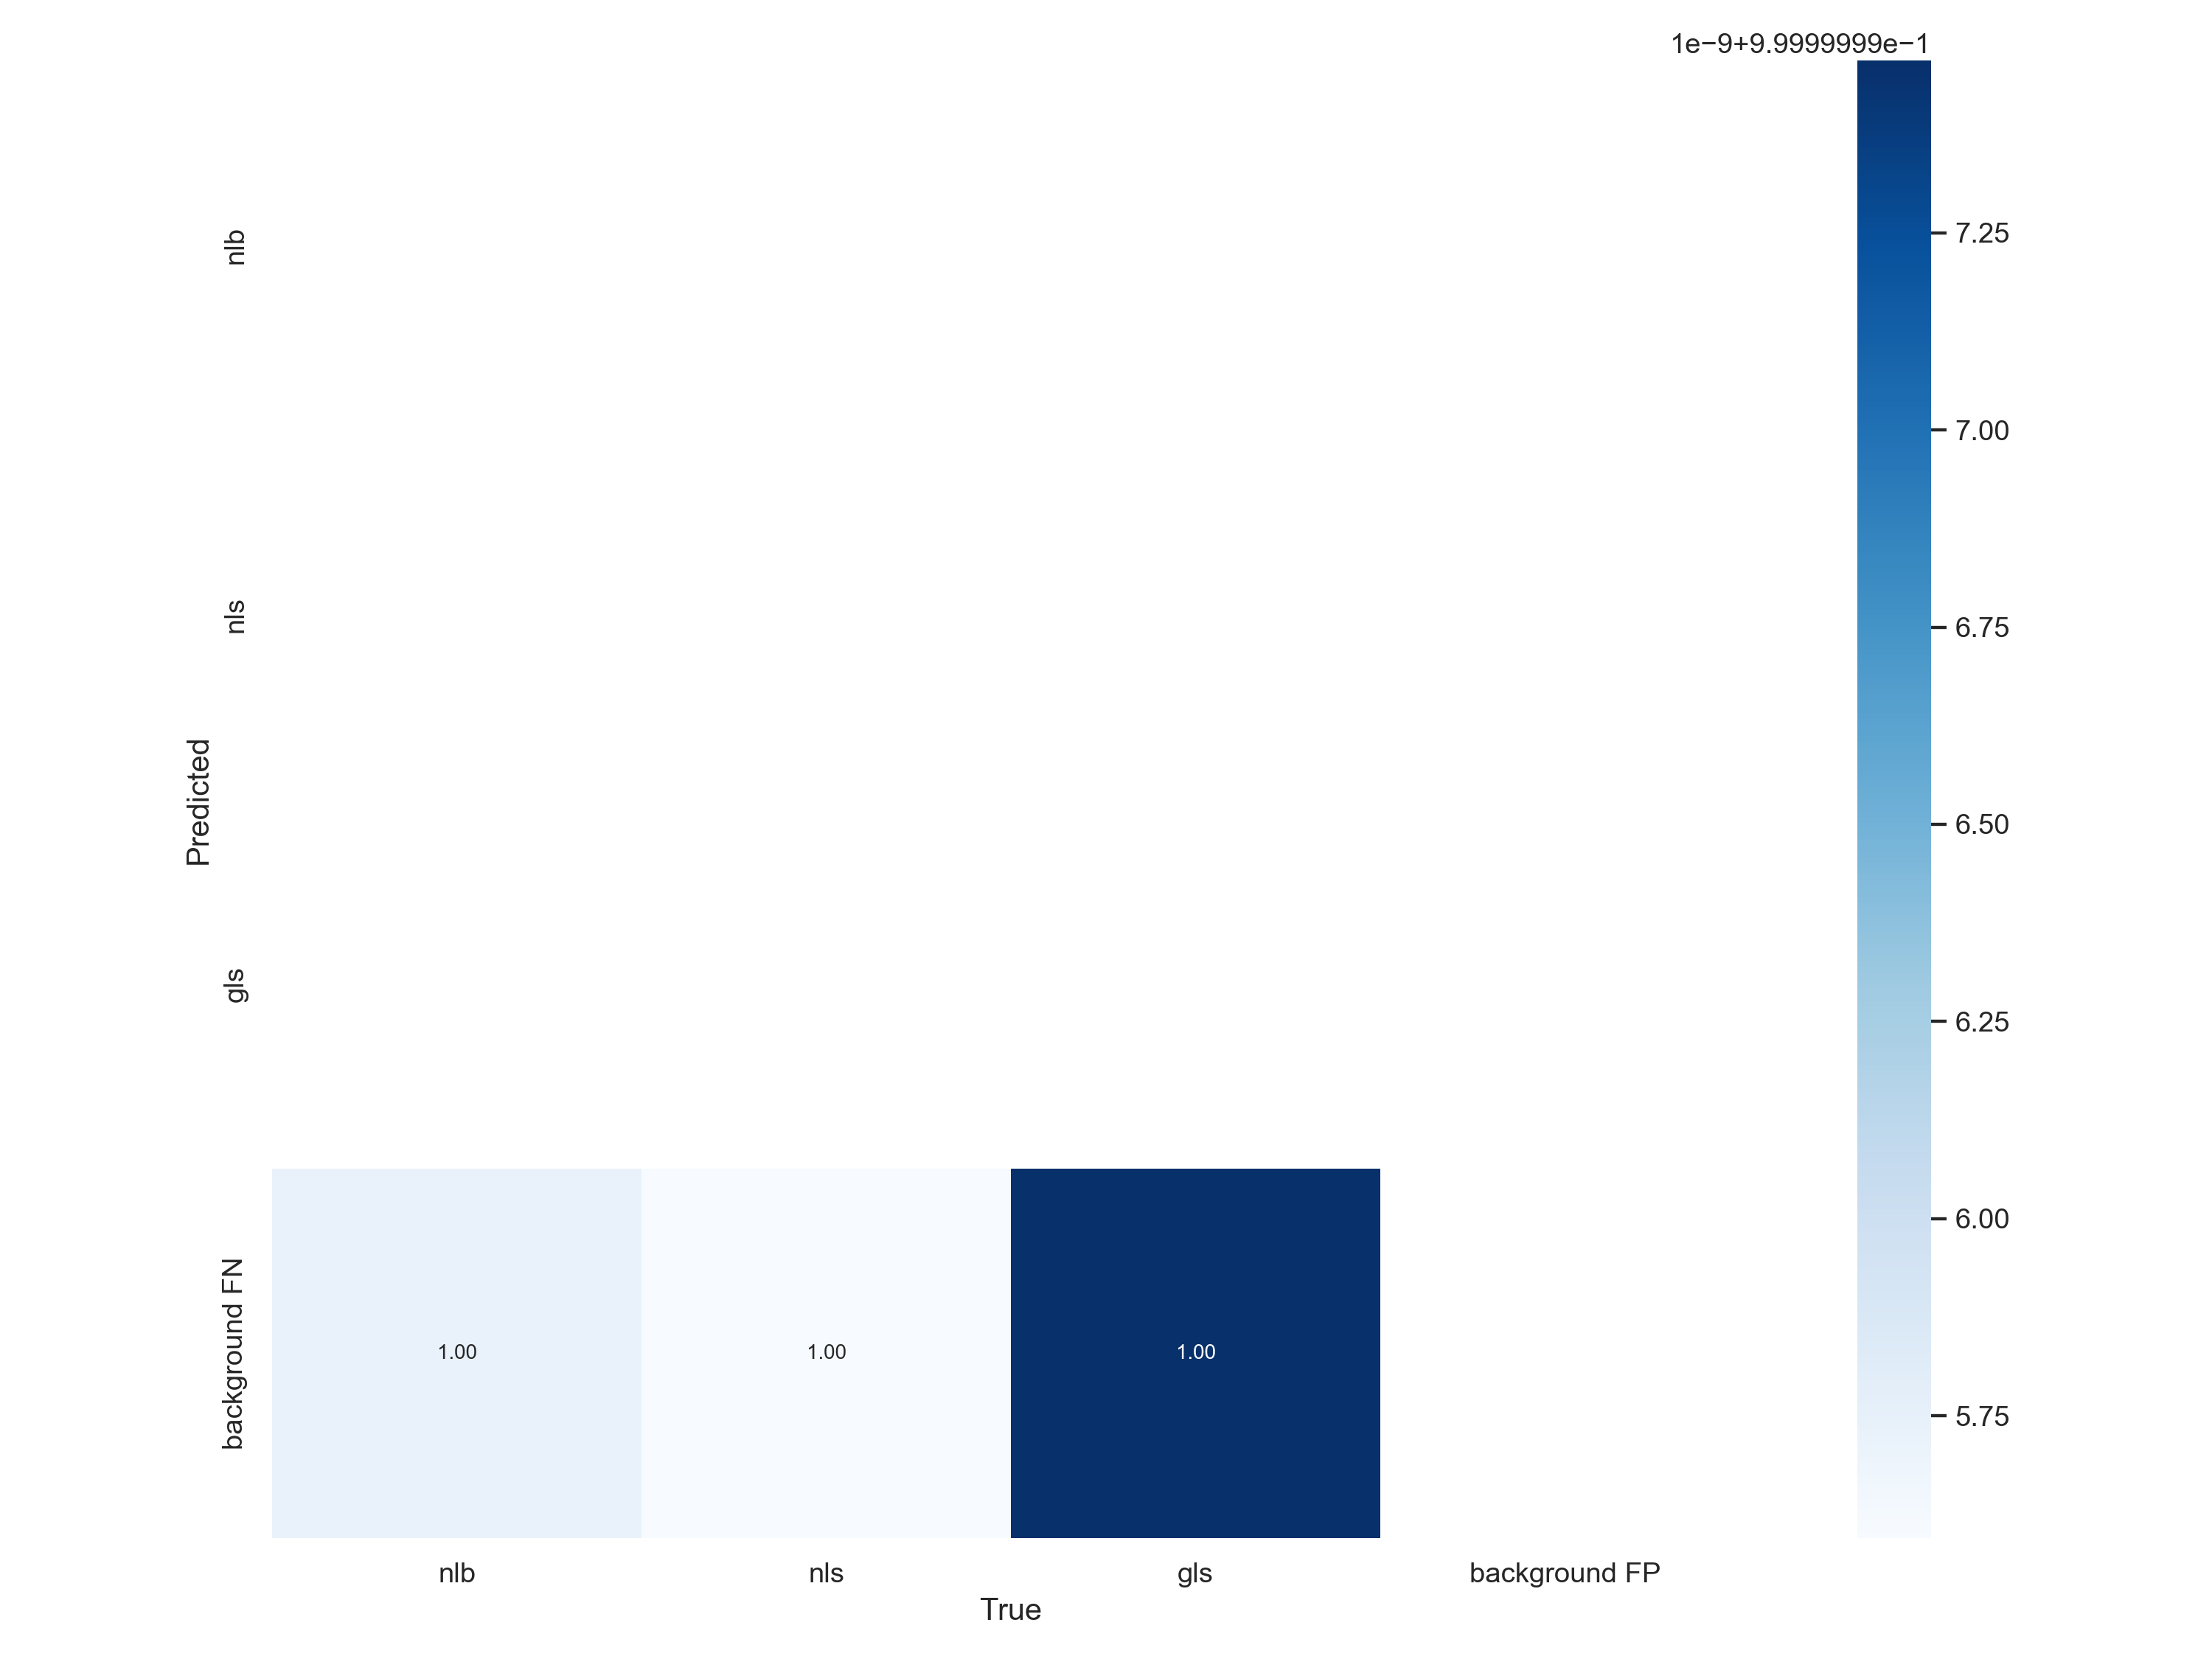 1e−9+9.9999999e−1
7.25
7.00
6.75
6.50
6.25
6.00
5.75
Predicted
nlb
nls
gls
background FN
1.00 1.00 1.00
nlb nls gls background FP
True